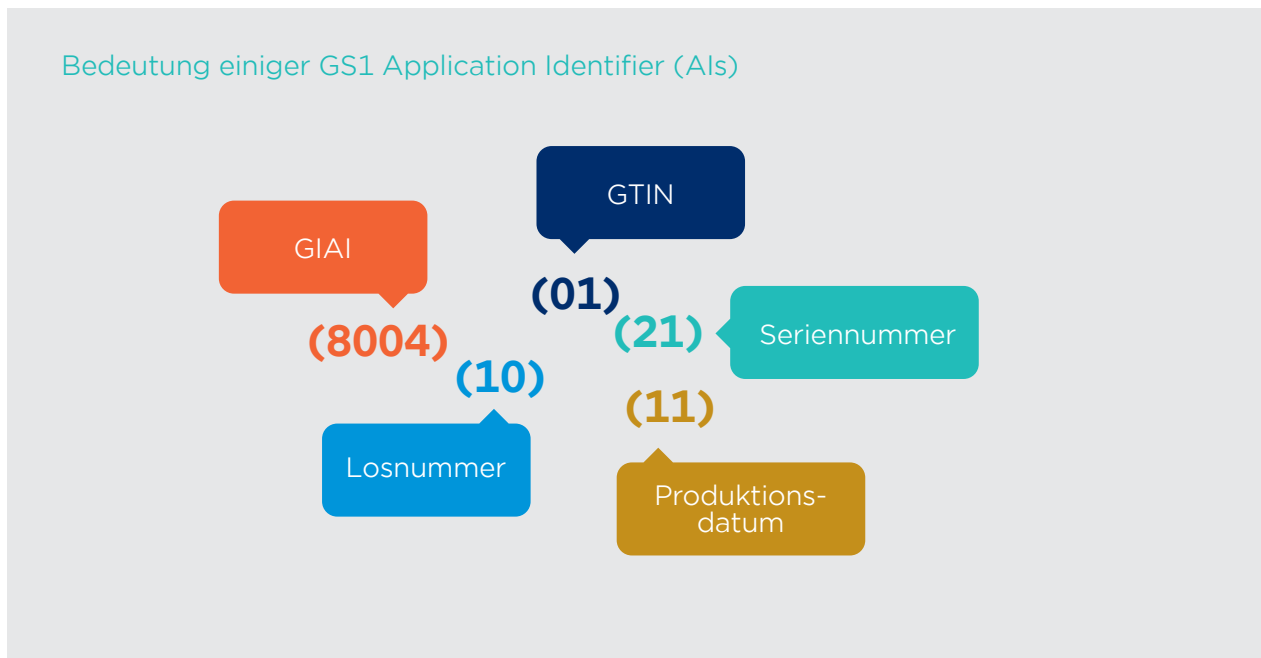 Bedeutung einiger GS1 Application Identifier (AIs)
GTIN
GIAI
(01)
(21)
Seriennummer
(8004)
(10)
(11)
Losnummer
Produktions-
datum